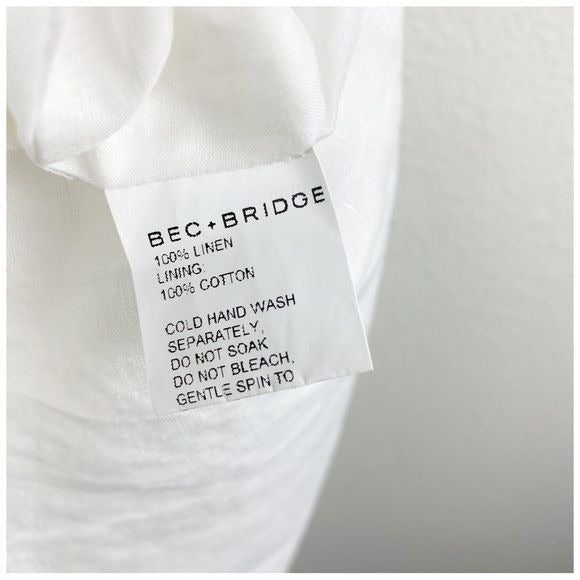 BEC+BRIDGE
100% LINEN
LINING:
100% COTTON
COLD HAND WASH
SEPARATELY,
DO NOT SOAK
DO NOT BLEACH.
GENTLE SPIN TO